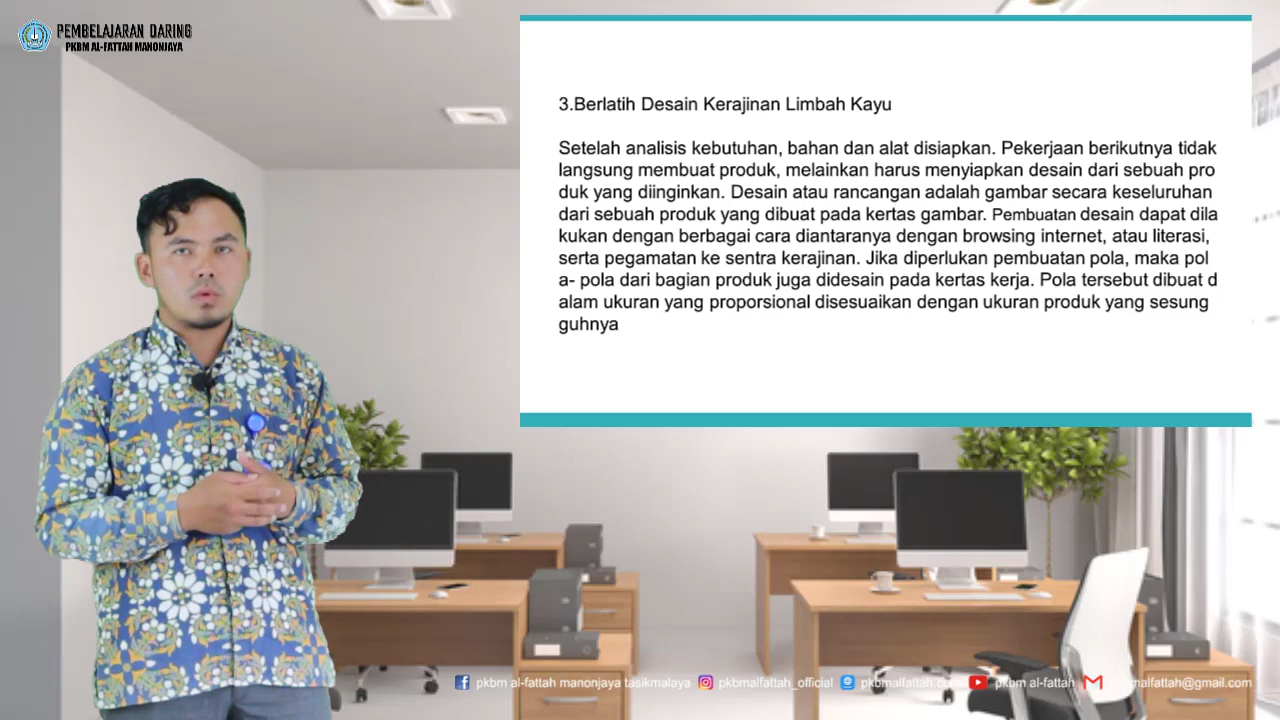 PEMBELAJARAN DARING
PKBM AL-FATTAH MANONJAYA
3.Berlatih Desain Kerajinan Limbah Kayu
Setelah analisis kebutuhan, bahan dan alat disiapkan. Pekerjaan berikutnya tidak
langsung membuat produk, melainkan harus menyiapkan desain dari sebuah pro
duk yang diinginkan. Desain atau rancangan adalah gambar secara keseluruhan
dari sebuah produk yang dibuat pada kertas gambar. Pembuatan desain dapat dila
kukan dengan berbagai cara diantaranya dengan browsing internet, atau literasi,
serta pegamatan ke sentra kerajinan. Jika diperlukan pembuatan pola, maka pol
a- pola dari bagian produk juga didesain pada kertas kerja. Pola tersebut dibuat d
alam ukuran yang proporsional disesuaikan dengan ukuran produk yang sesung
guhnya
pkbm al-fattah manonjaya tasikmalaya pkbmalfattah_official pkbmalfattah.com pkbm al-fattah